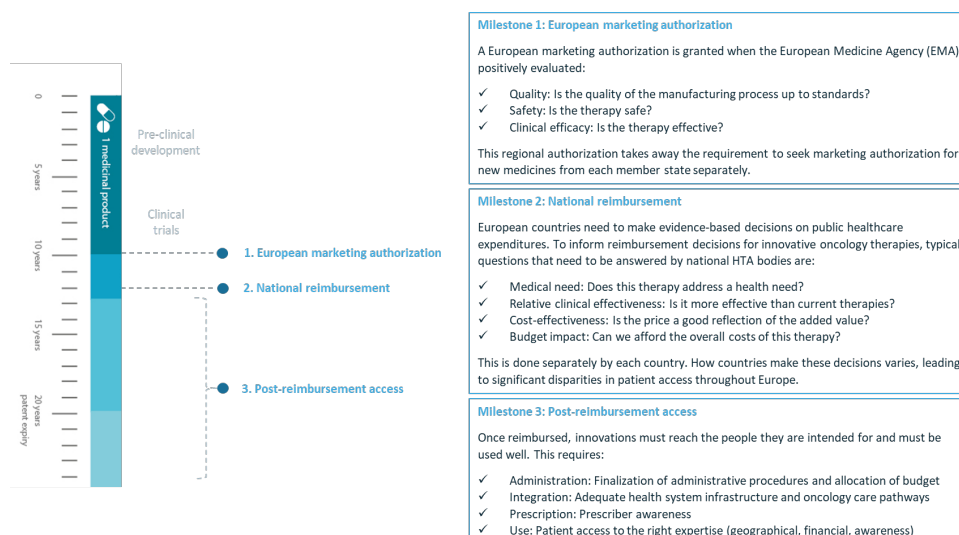 0
5 years
10 years
15 years
20 years
patent expiry
1 medicinal product
Pre-clinical
development
Clinical
trials
1. European marketing authorization
2. National reimbursement
3. Post-reimbursement access
Milestone 1: European marketing authorization
A European marketing authorization is granted when the European Medicine Agency (EMA)
positively evaluated:
✓ Quality: Is the quality of the manufacturing process up to standards?
✓ Safety: Is the therapy safe?
✓ Clinical efficacy: Is the therapy effective?
This regional authorization takes away the requirement to seek marketing authorization for
new medicines from each member state separately.
Milestone 2: National reimbursement
European countries need to make evidence-based decisions on public healthcare
expenditures. To inform reimbursement decisions for innovative oncology therapies, typical
questions that need to be answered by national HTA bodies are:
✓ Medical need: Does this therapy address a health need?
✓ Relative clinical effectiveness: Is it more effective than current therapies?
✓ Cost-effectiveness: Is the price a good reflection of the added value?
✓ Budget impact: Can we afford the overall costs of this therapy?
This is done separately by each country. How countries make these decisions varies, leading
to significant disparities in patient access throughout Europe.
Milestone 3: Post-reimbursement access
Once reimbursed, innovations must reach the people they are intended for and must be
used well. This requires:
✓ Administration: Finalization of administrative procedures and allocation of budget
✓ Integration: Adequate health system infrastructure and oncology care pathways
✓ Prescription: Prescriber awareness
✓ Use: Patient access to the right expertise (geographical, financial, awareness)